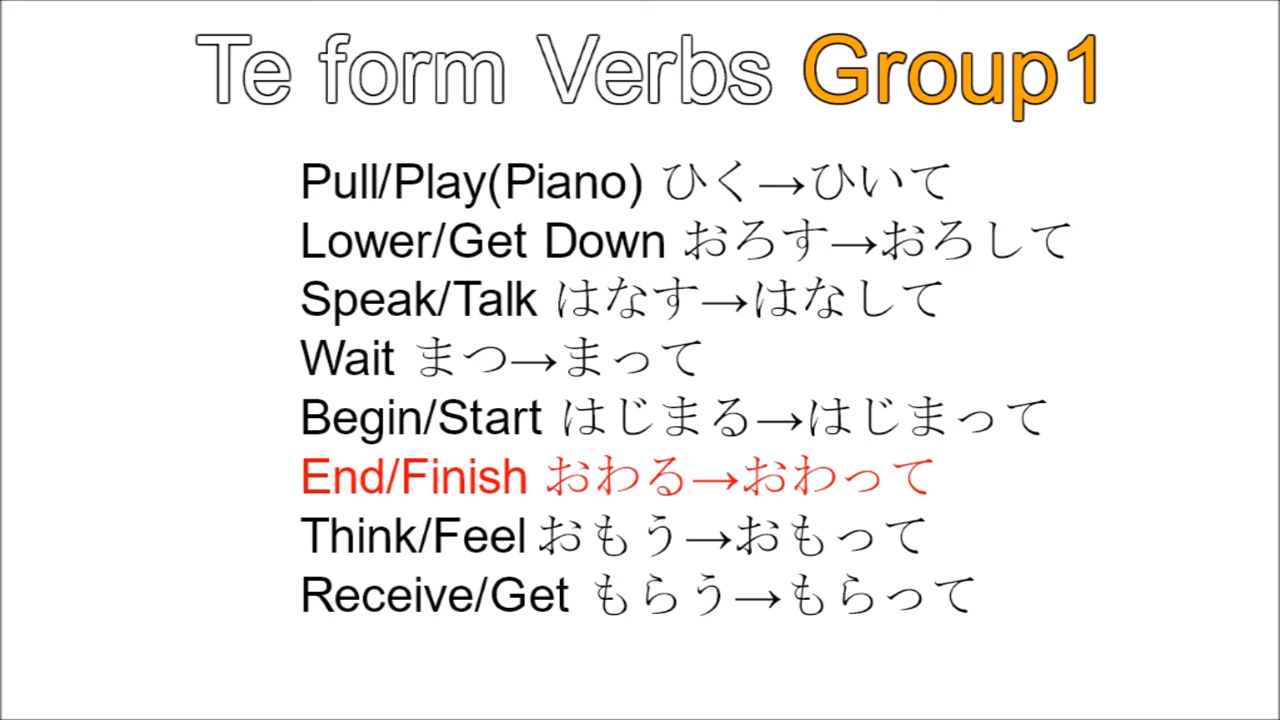 Te form Verbs Group1
Pull/Play(Piano) ひく→ひいて
Lower/Get Down おろす→おろして
Speak/Talk はなす→はなして
Wait まつ→まって
Begin/Start はじまる→はじまって
End/Finish おわる→おわって
Think/Feel おもう→おもって
Receive/Get もらう→もらって